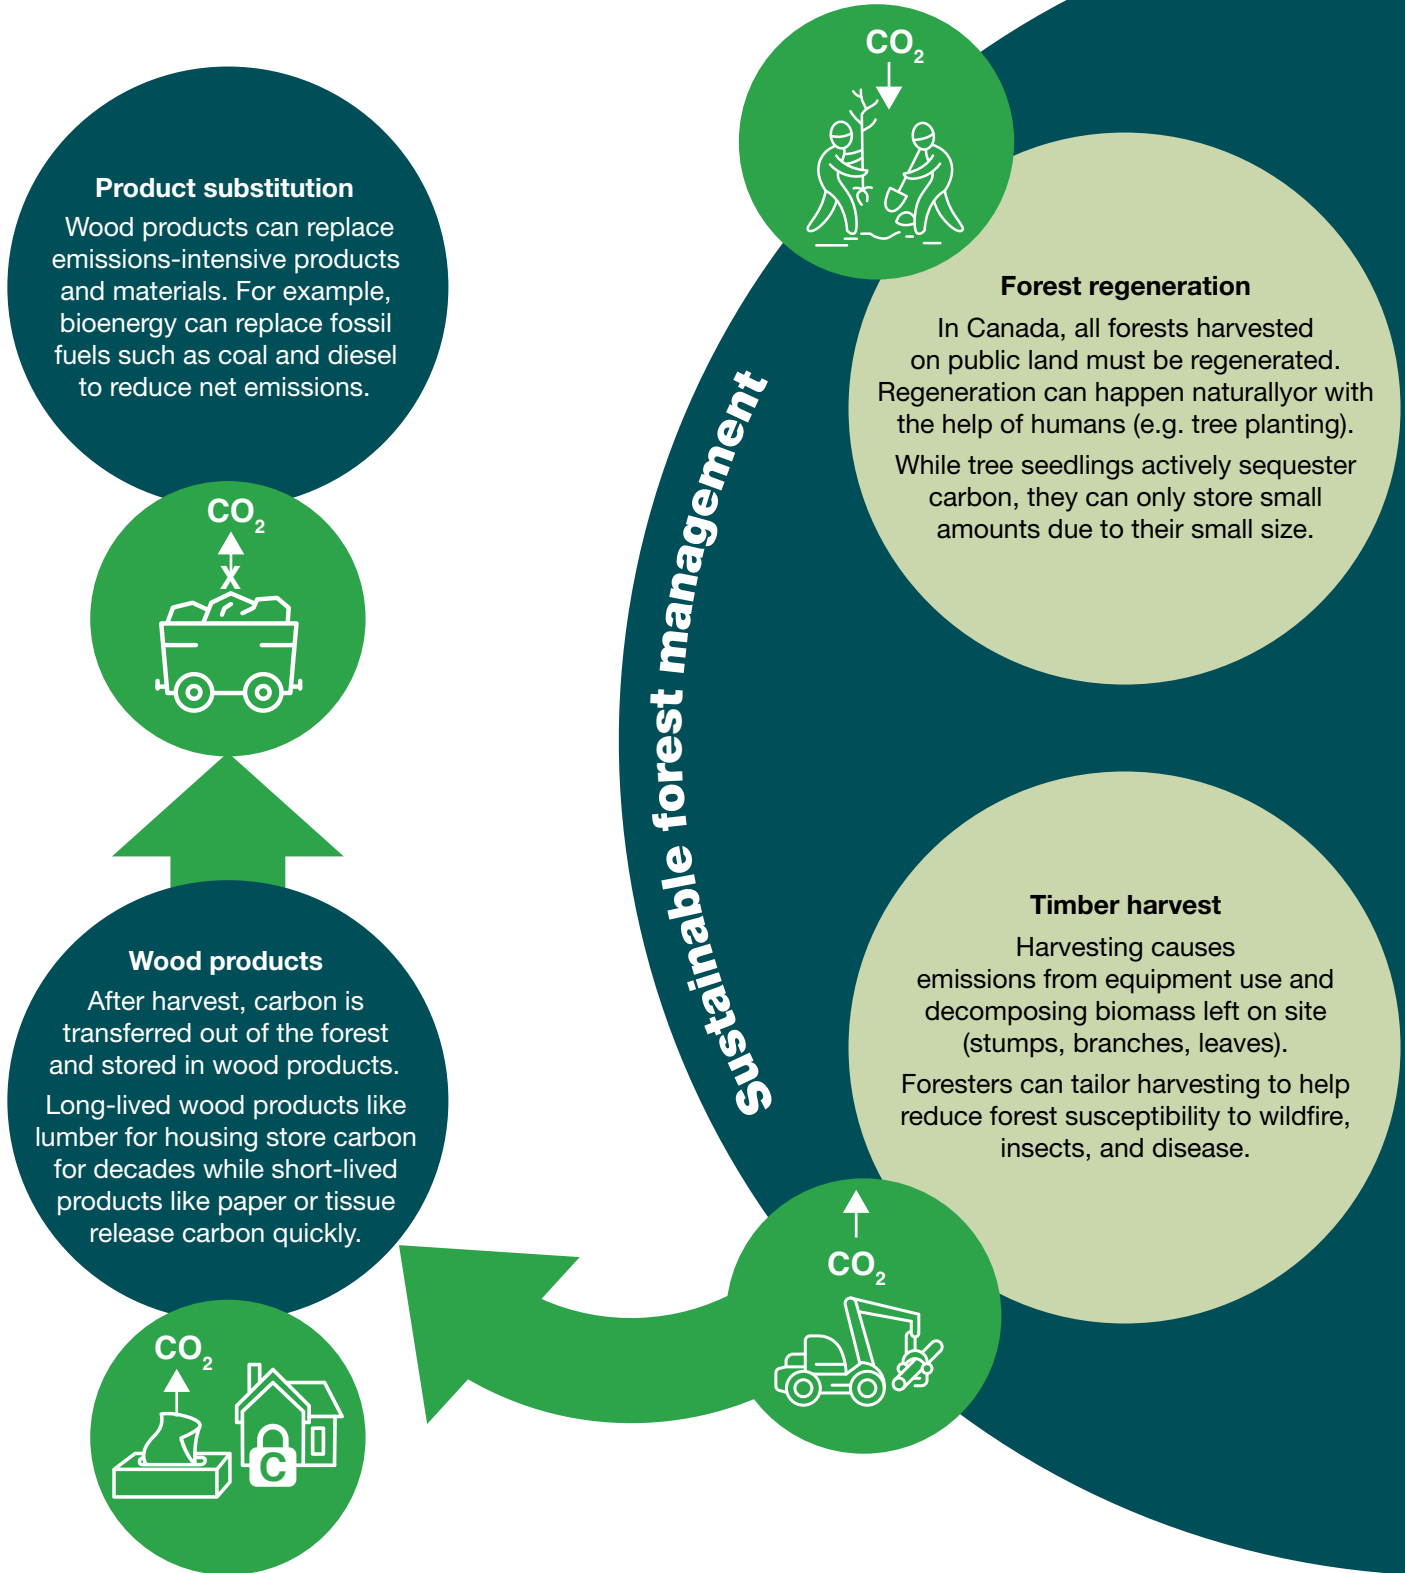 Product substitution
Wood products can replace
emissions-intensive products
and materials. For example,
bioenergy can replace fossil
fuels such as coal and diesel
to reduce net emissions.
CO2
X
Wood products
After harvest, carbon is
transferred out of the forest
and stored in wood products.
Long-lived wood products like
lumber for housing store carbon
for decades while short-lived
products like paper or tissue
release carbon quickly.
CO2
C
Sustainable forest management
CO2
Forest regeneration
In Canada, all forests harvested
on public land must be regenerated.
Regeneration can happen naturallyor with
the help of humans (e.g. tree planting).
While tree seedlings actively sequester
carbon, they can only store small
amounts due to their small size.
Timber harvest
Harvesting causes
emissions from equipment use and
decomposing biomass left on site
(stumps, branches, leaves).
Foresters can tailor harvesting to help
reduce forest susceptibility to wildfire,
insects, and disease.
CO2